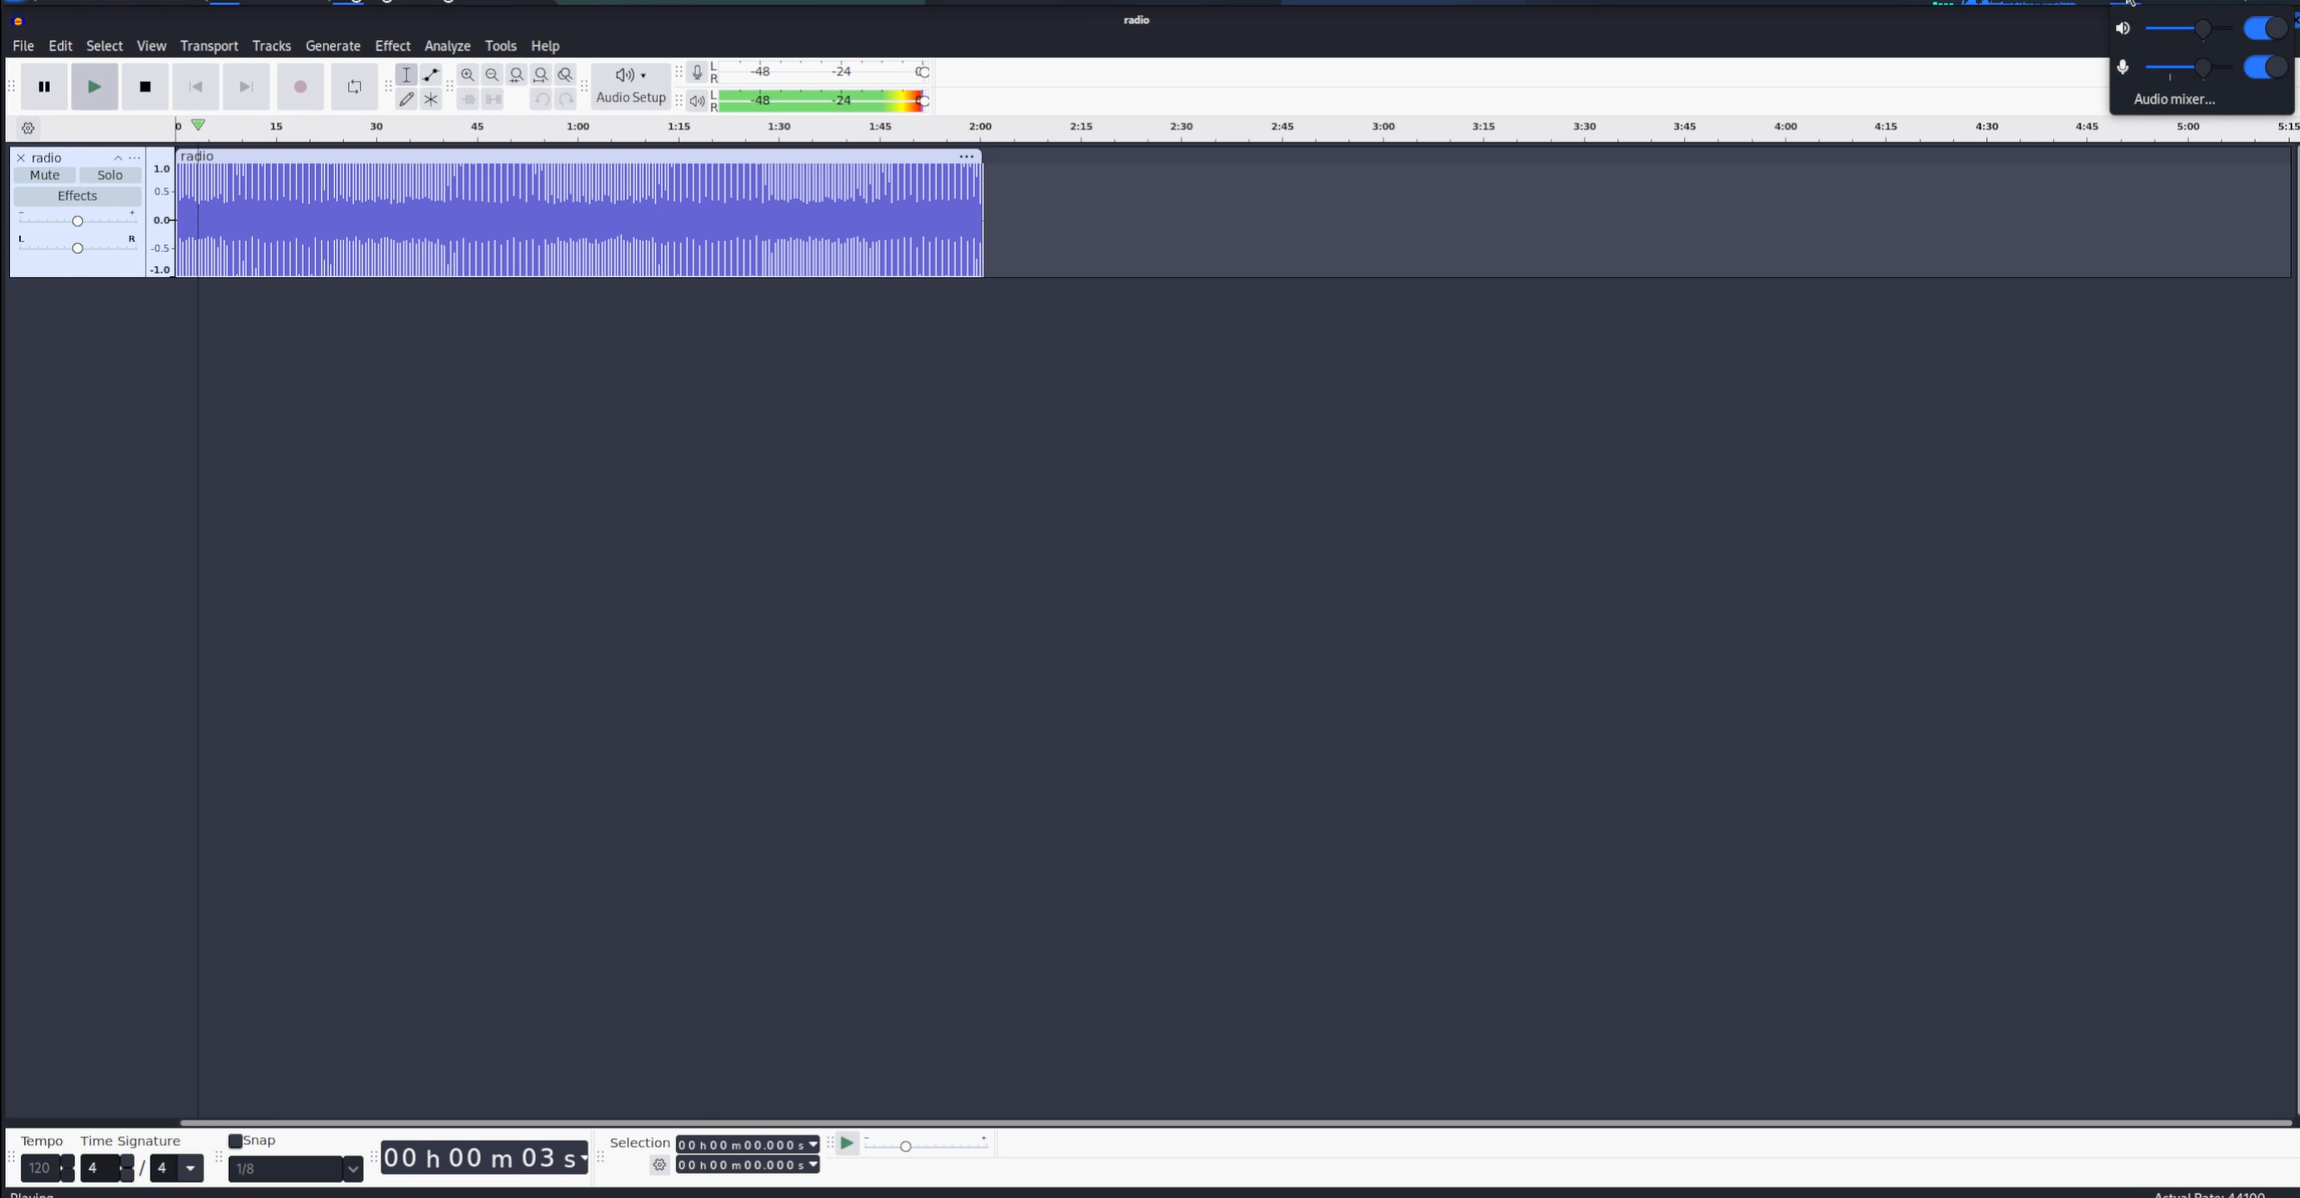 radio
File Edit Select View Transport Tracks Generate Effect Analyze Tools Help
Audio Setup
L
R
-48 -24 0
L
R
-48 -24 0
Audio mixer...
0 15 30 45 1:00 1:15 1:30 1:45 2:00 2:15 2:30 2:45 3:00 3:15 3:30 3:45 4:00 4:15 4:30 4:45 5:00 5:15
radio ...
Mute Solo
Effects
- +
L R
1.0
0.5
0.0
-0.5
-1.0
radio ...
Tempo Time Signature
120 4 / 4
Snap
1/8
00 h 00 m 03 s
Selection
00 h 00 m 00.000 s
00 h 00 m 00.000 s
- +
Playing
Actual Rate: 44100